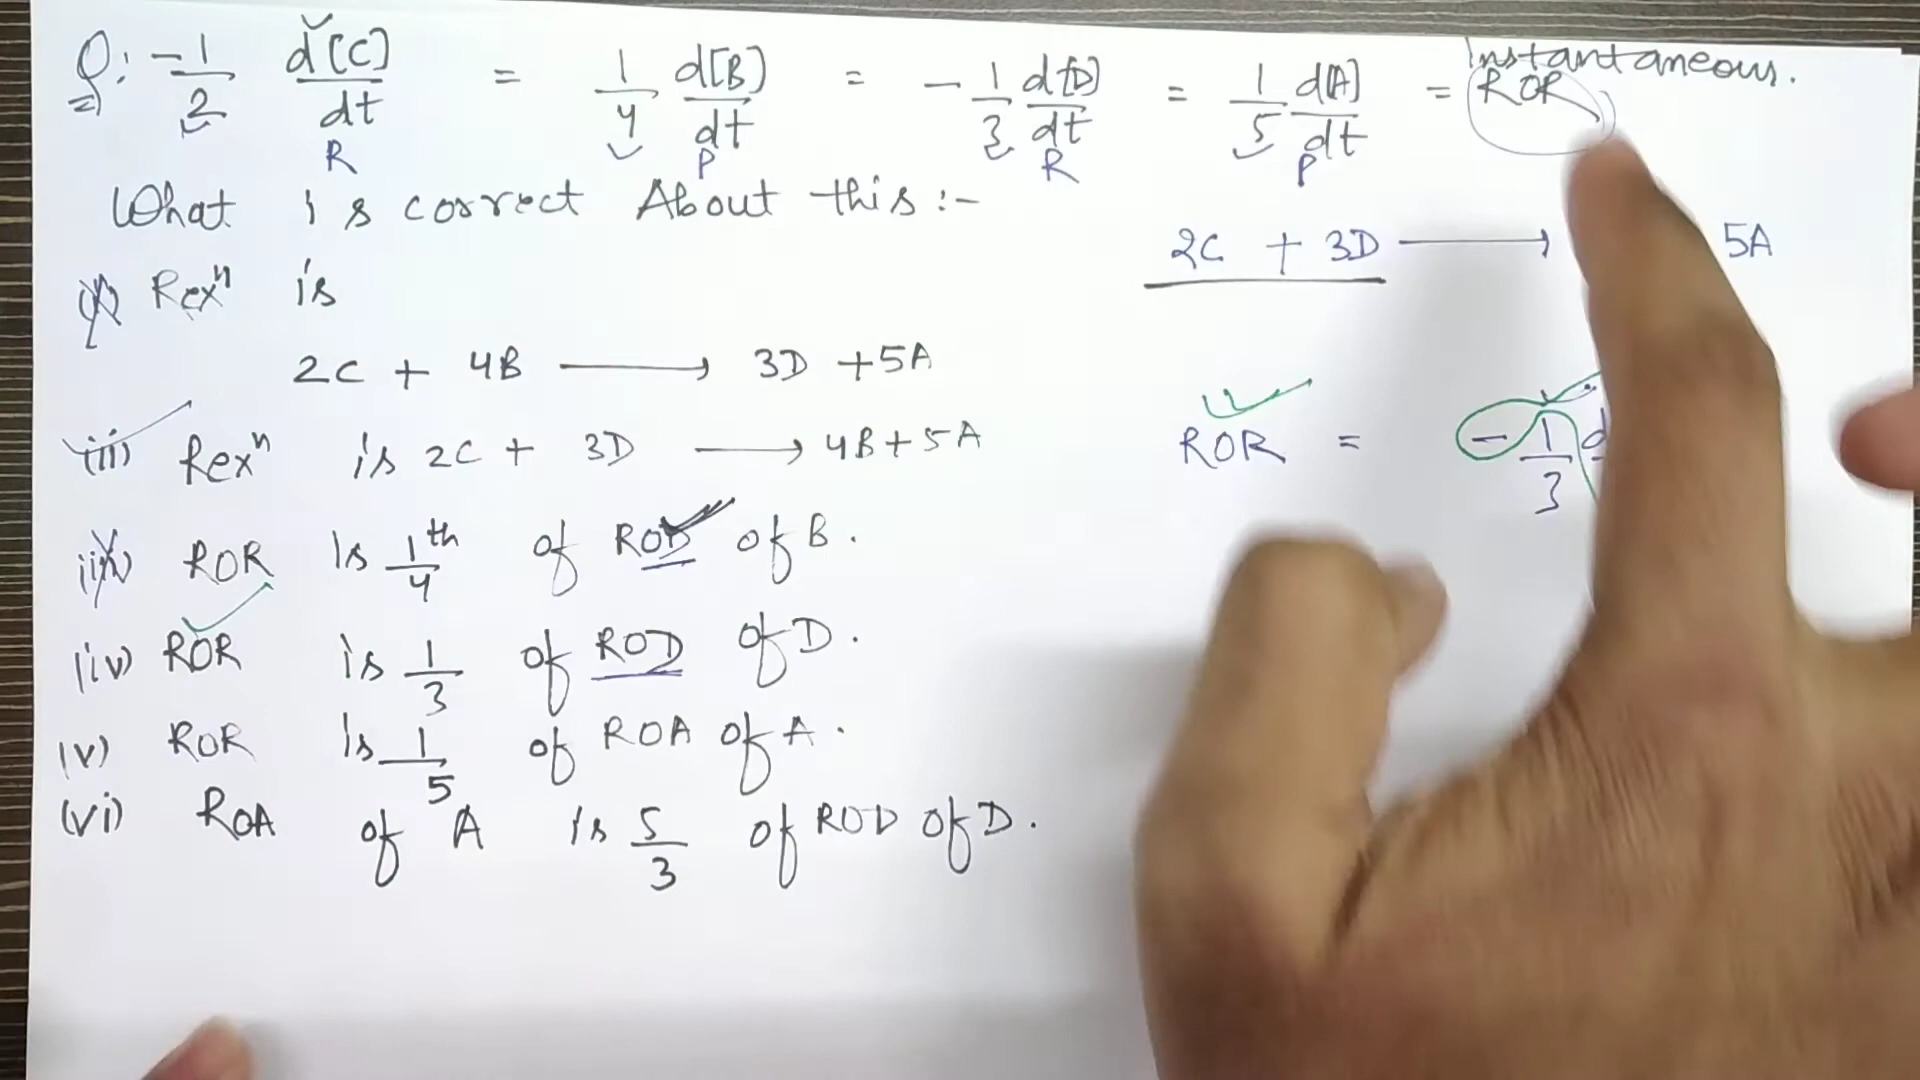 Q: -1/2 d[C]/dt = 1/4 d[B]/dt = -1/3 d[D]/dt = 1/5 d[A]/dt = ROR Instantaneous.
R P R P
What is correct About this :-
2C + 3D ⟶ 5A
(i) Rexⁿ is
2C + 4B ⟶ 3D + 5A
(ii) Rexⁿ is 2C + 3D ⟶ 4B + 5A
ROR = - 1/3 d
iii) ROR is 1/4 th of ROD of B.
(iv) ROR is 1/3 of ROD of D.
(v) ROR is 1/5 of ROA of A.
(vi) ROA of A is 5/3 of ROD of D.